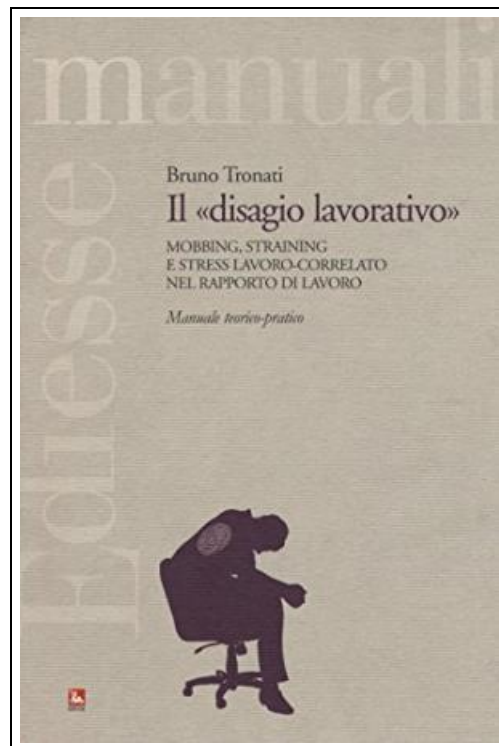 manuali
Ediesse
Bruno Tronati
Il «disagio lavorativo»
MOBBING, STRAINING
E STRESS LAVORO-CORRELATO
NEL RAPPORTO DI LAVORO
Manuale teorico-pratico